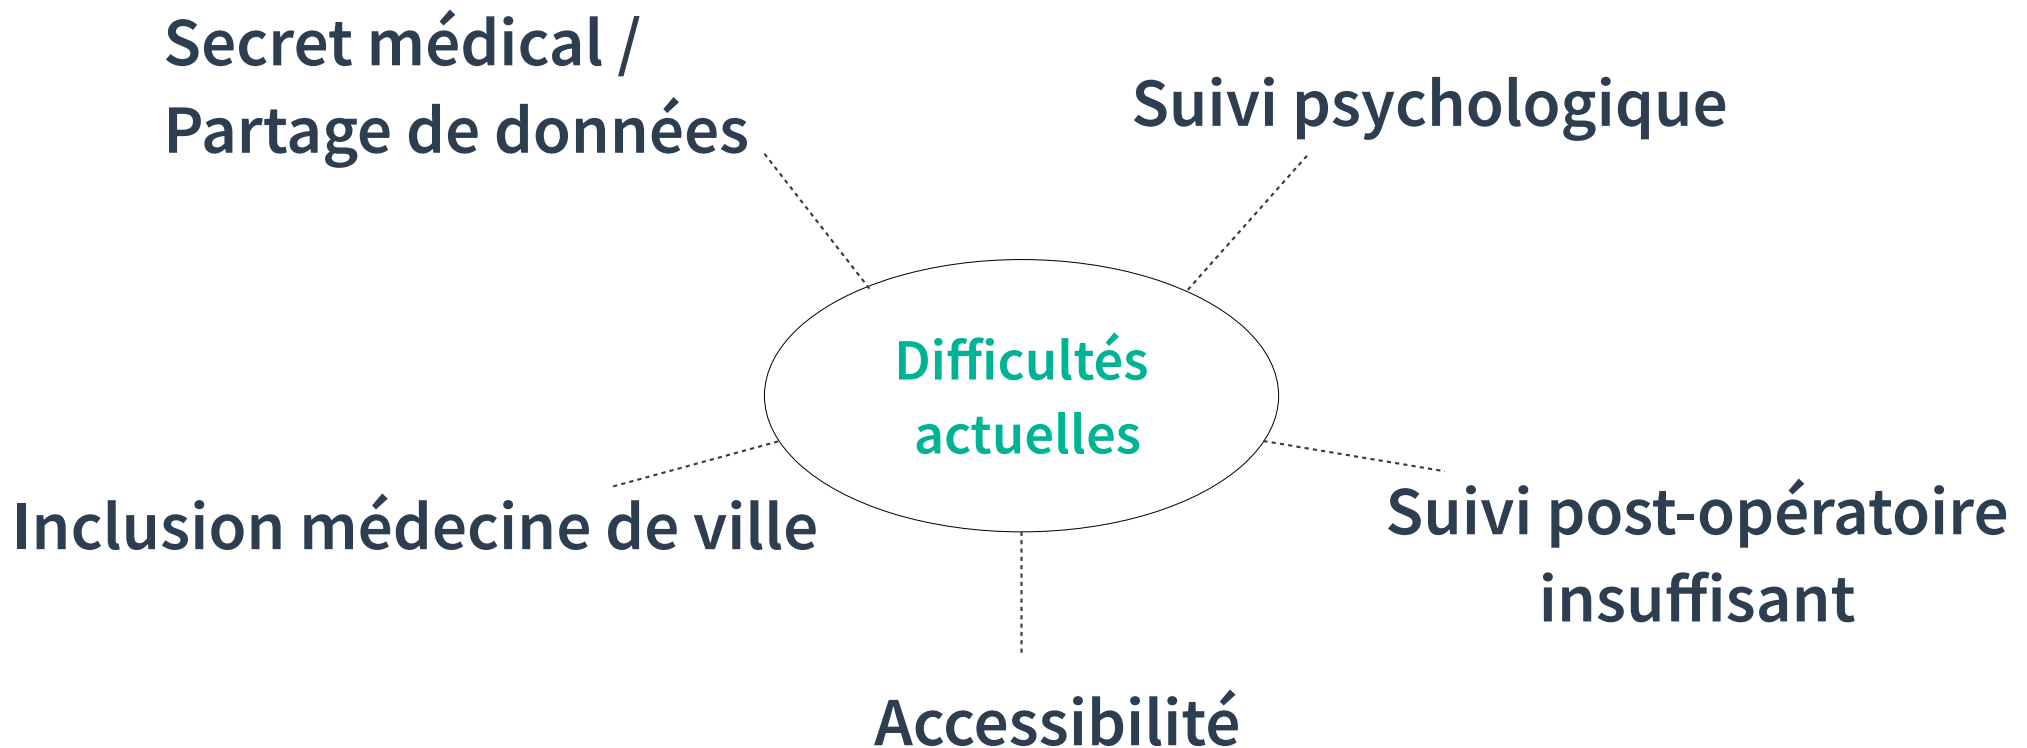 Secret médical /
Partage de données
Suivi psychologique
Difficultés
actuelles
Inclusion médecine de ville
Suivi post-opératoire
insuffisant
Accessibilité